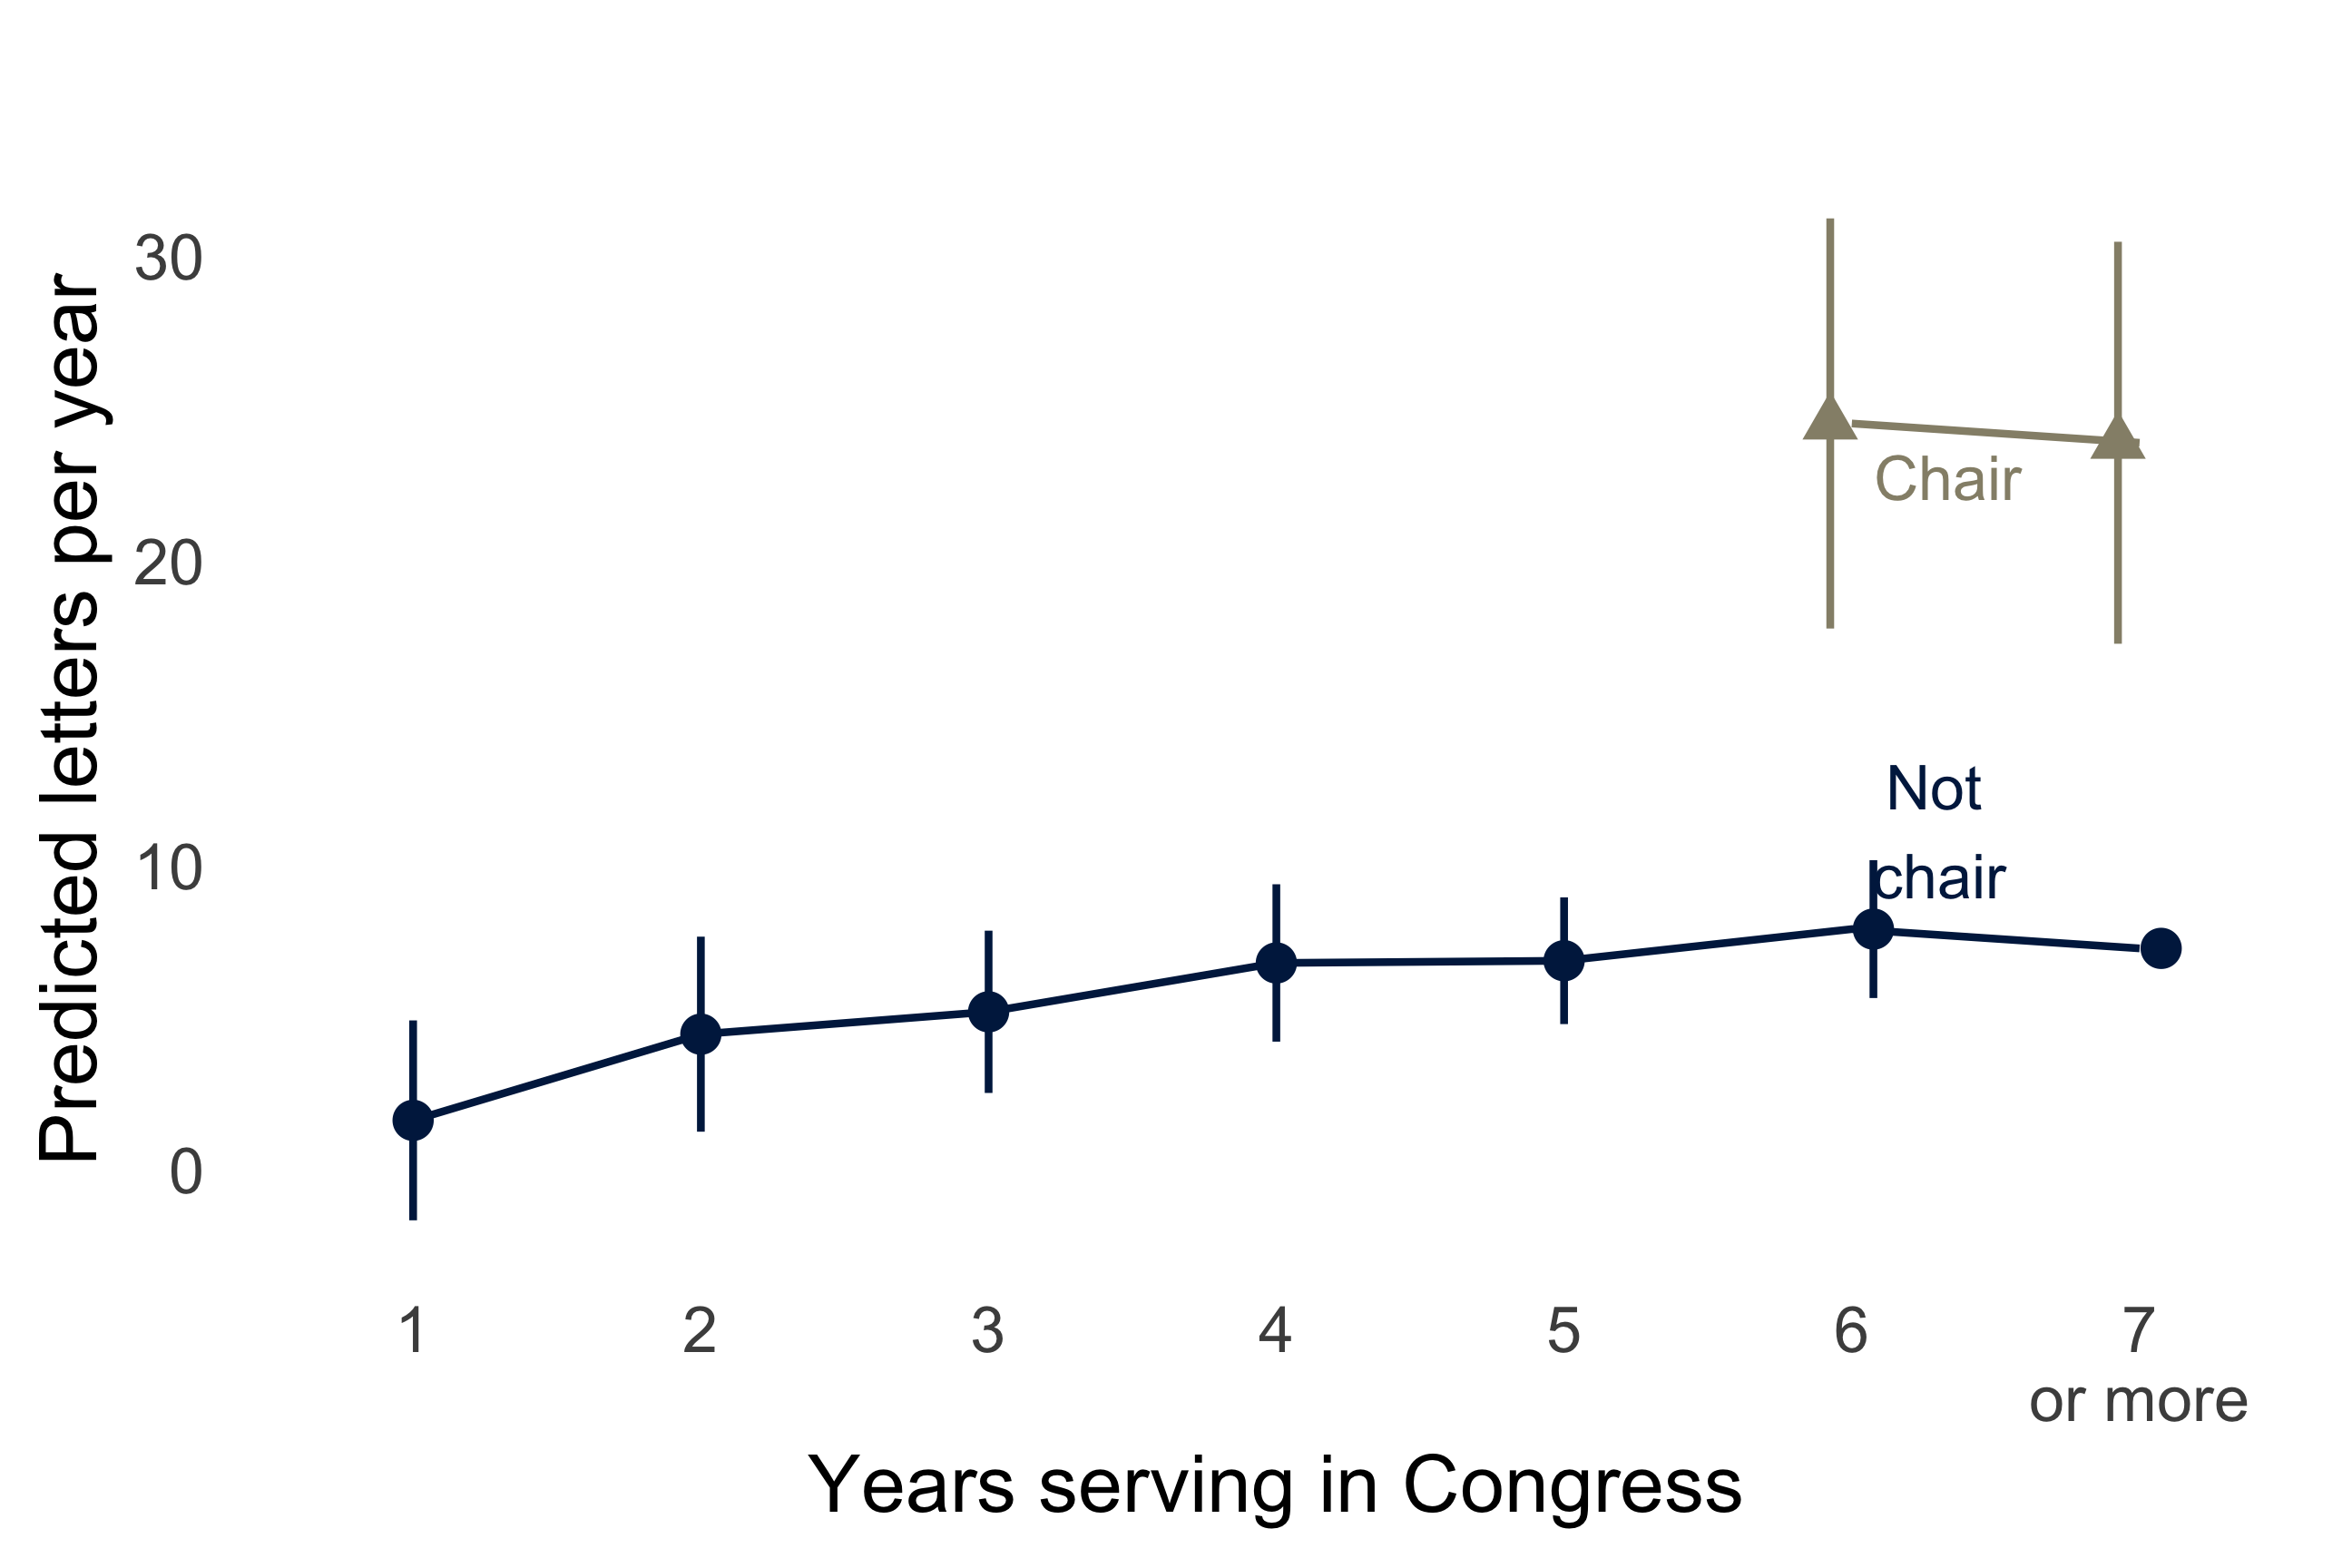 Predicted letters per year
30
20
10
0
Chair
Not
chair
1 2 3 4 5 6 7
or more
Years serving in Congress